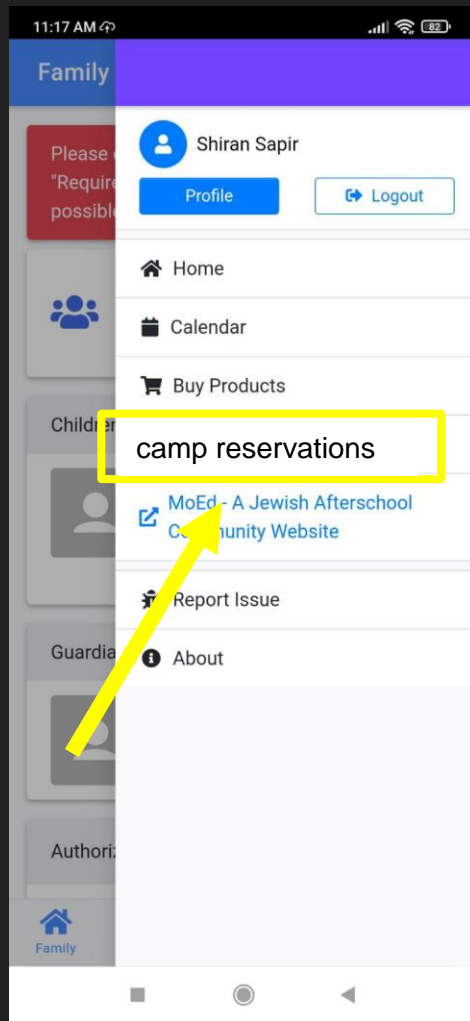 11:17 AM
82
Family
Please
"Require
possibl
Shiran Sapir
Profile
Logout
Home
Calendar
Buy Products
Children
camp reservations
MoEd - A Jewish Afterschool
Community Website
Report Issue
Guardia
About
Authori
Family